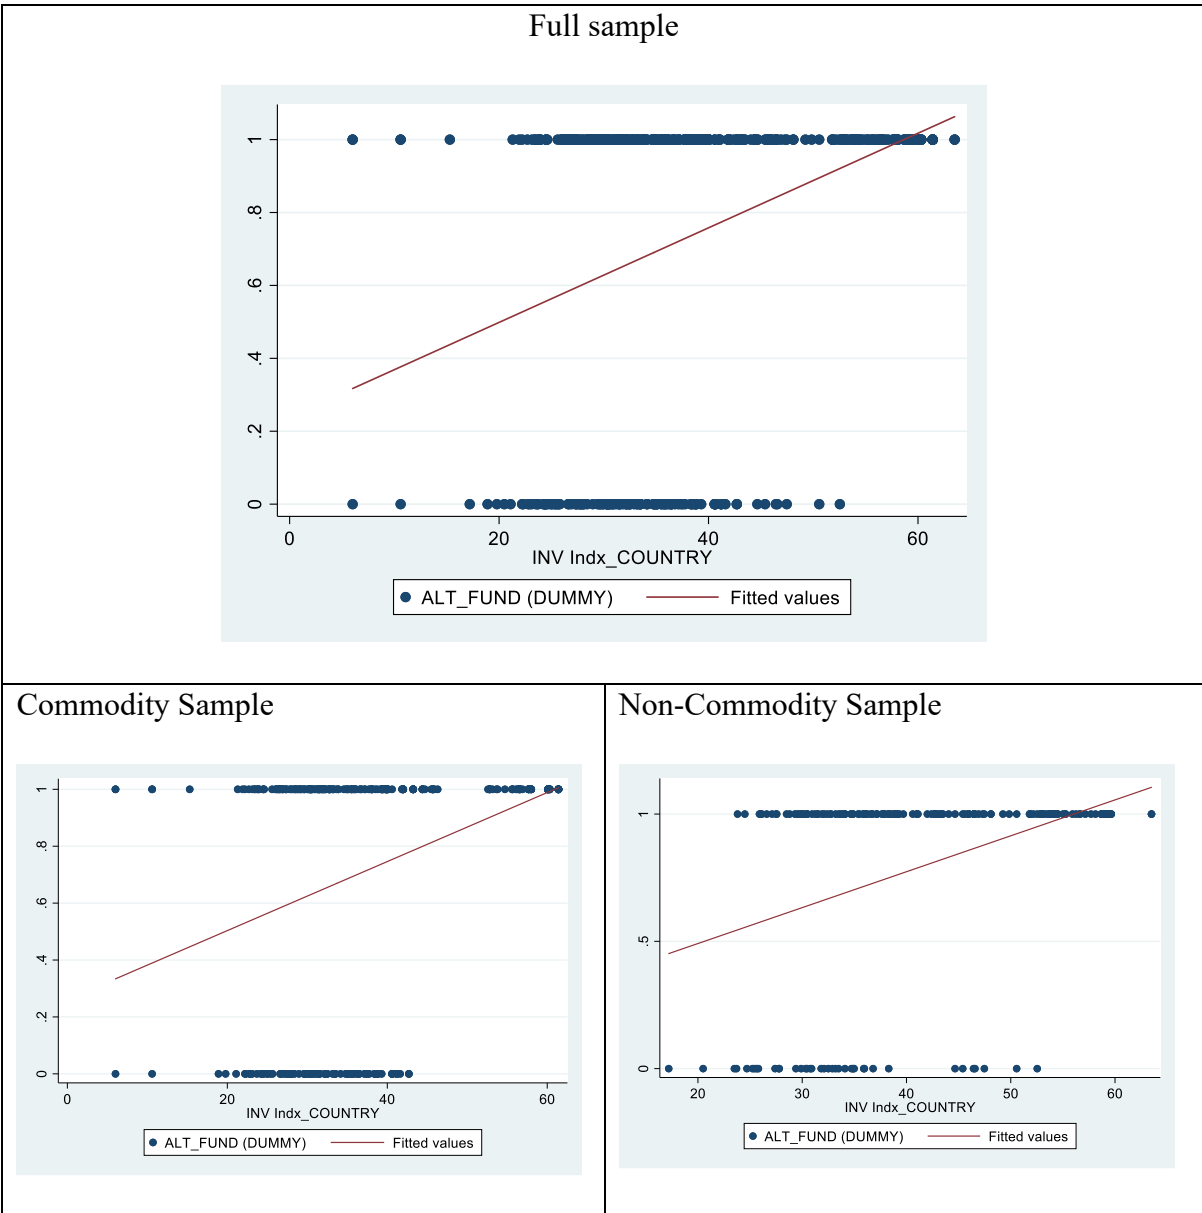 Full sample
1
.8
.6
.4
.2
0
0 20 40 60
INV Indx_COUNTRY
ALT_FUND (DUMMY) Fitted values
Commodity Sample
1
.8
.6
.4
.2
0
0 20 40 60
INV Indx_COUNTRY
ALT_FUND (DUMMY) Fitted values
Non-Commodity Sample
1
.5
0
20 30 40 50 60
INV Indx_COUNTRY
ALT_FUND (DUMMY) Fitted values